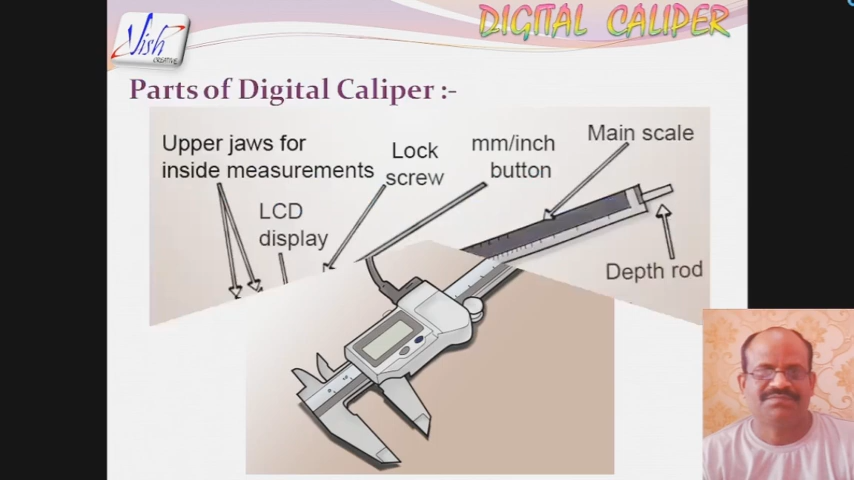 Vish
CREATIVE
DIGITAL CALIPER
Parts of Digital Caliper :-
Upper jaws for
inside measurements
Lock
screw
mm/inch
button
Main scale
LCD
display
Depth rod